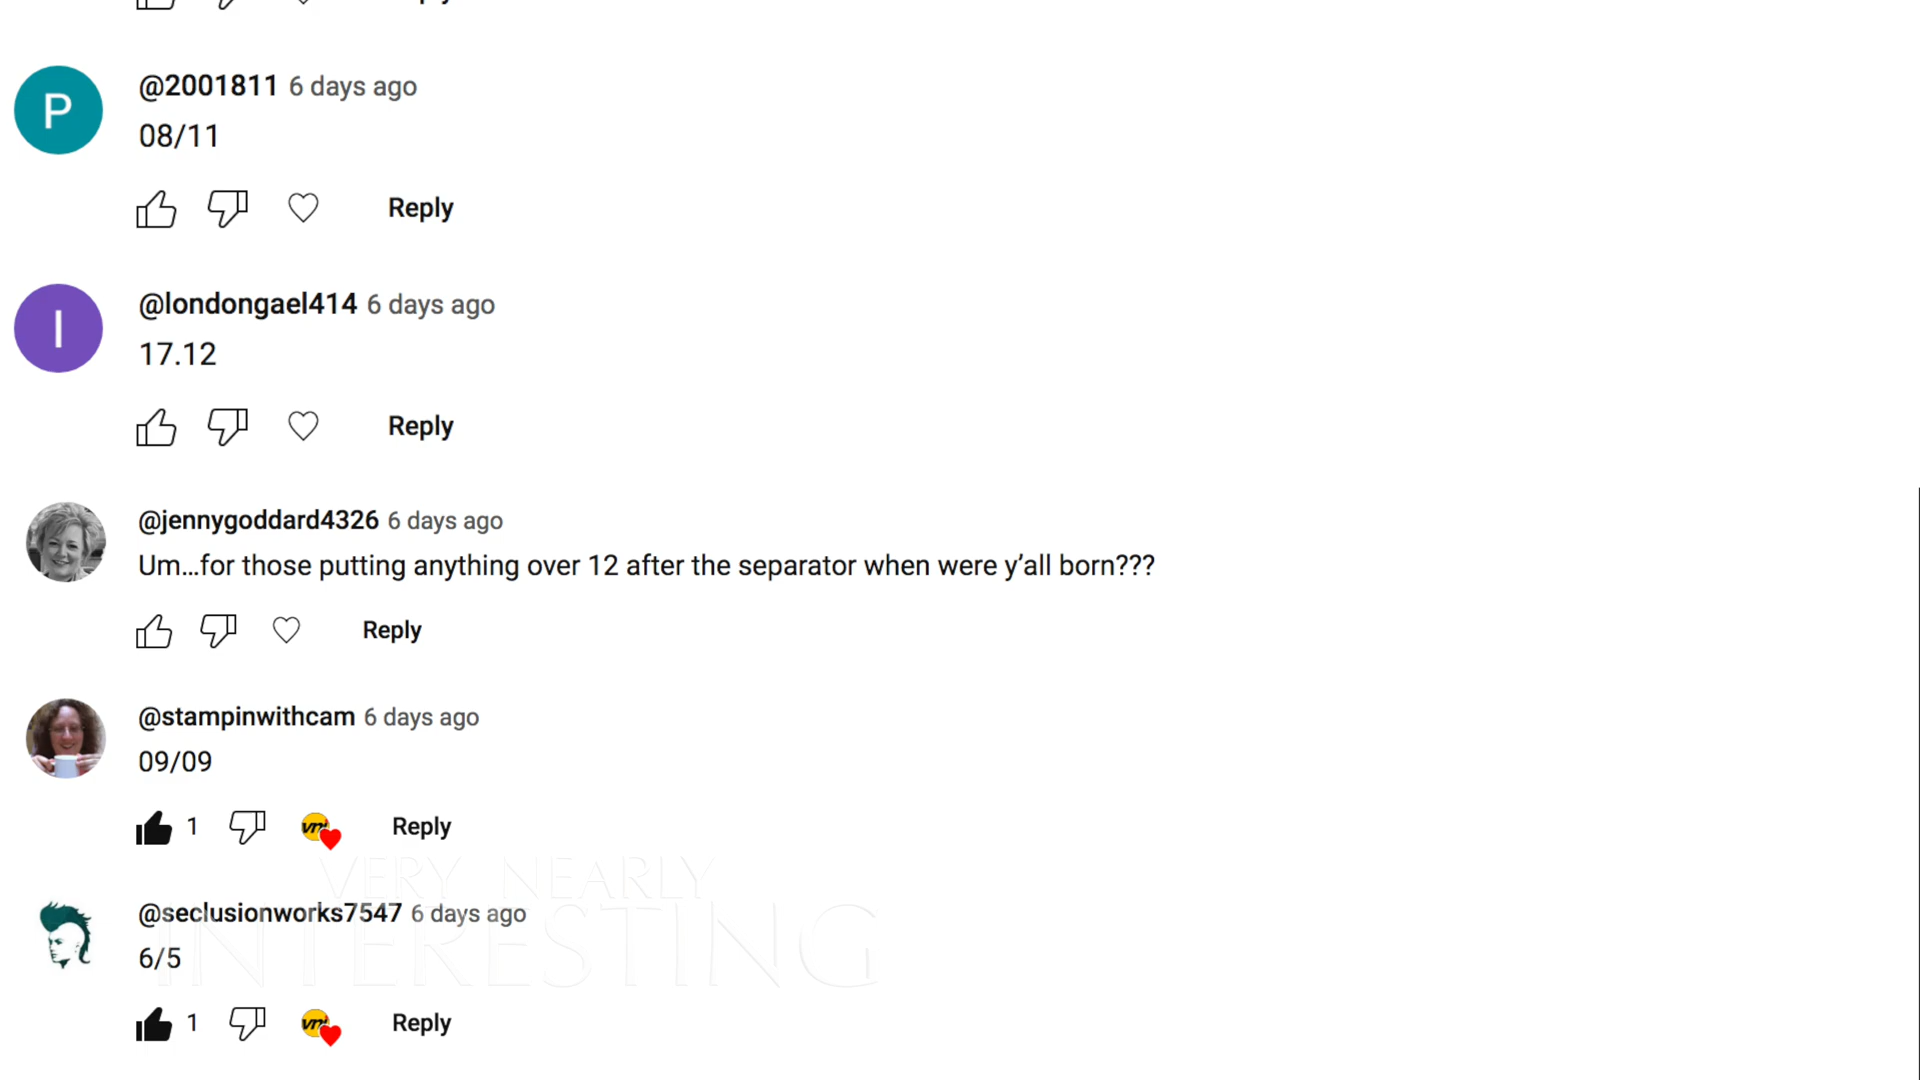 P
@2001811 6 days ago
08/11
Reply
I
@londongael414 6 days ago
17.12
Reply
@jennygoddard4326 6 days ago
Um...for those putting anything over 12 after the separator when were y’all born???
Reply
@stampinwithcam 6 days ago
09/09
1 vni Reply
VERY NEARLY
INTERESTING
@seclusionworks7547 6 days ago
6/5
1 vni Reply